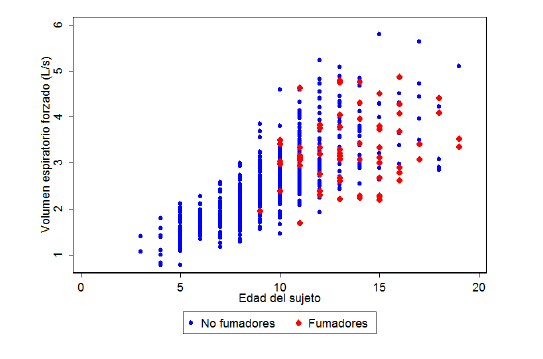 Volumen espiratorio forzado (L/s)
6
5
4
3
2
1
0 5 10 15 20
Edad del sujeto
No fumadores Fumadores